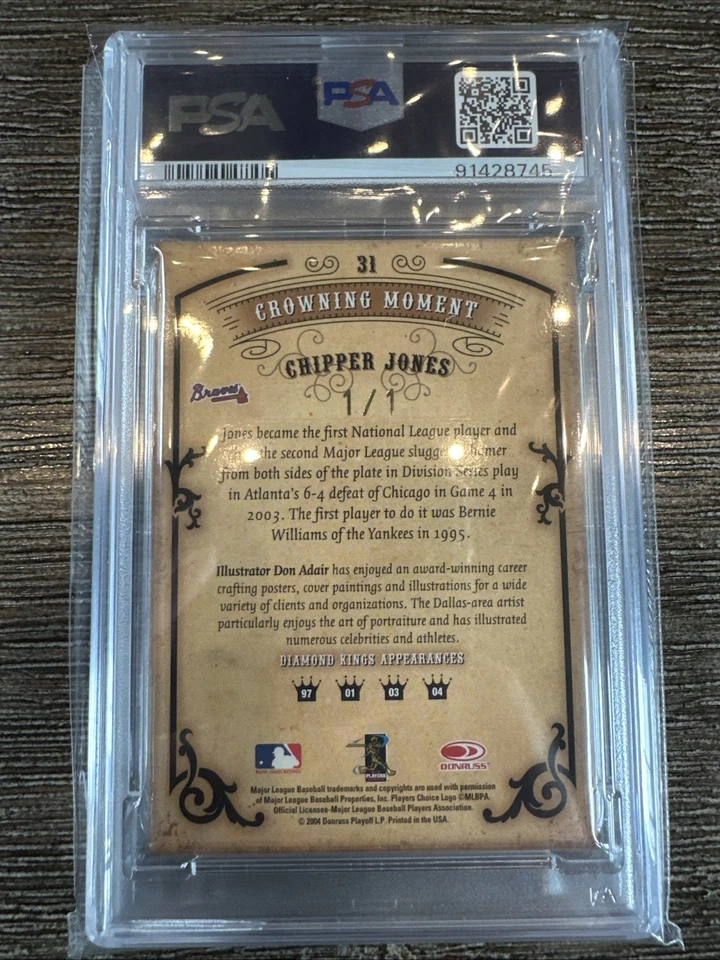 PSA PSA
91428745
31
CROWNING MOMENT
CHIPPER JONES
Braves
1/1
Jones became the first National League player and
the second Major League homer
from both sides of the plate in Division Series play
in Atlanta's 6-4 defeat of Chicago in Game 4 in
2003. The first player to do it was Bernie
Williams of the Yankees in 1995.
Illustrator Don Adair has enjoyed an award-winning career
crafting posters, cover paintings and illustrations for a wide
variety of clients and organizations. The Dallas-area artist
particularly enjoys the art of portraiture and has illustrated
numerous celebrities and athletes.
DIAMOND KINGS APPEARANCES
97 01 03 04
MAJOR LEAGUE BASEBALL PLAYERS DONRUSS
Major League Baseball trademarks and copyrights are used with permission
of Major League Baseball Properties, Inc. Players Choice Logo ©MLBPA.
Official Licensee-Major League Baseball Players Association.
© 2004 Donruss Playoff L.P. Printed in the USA.